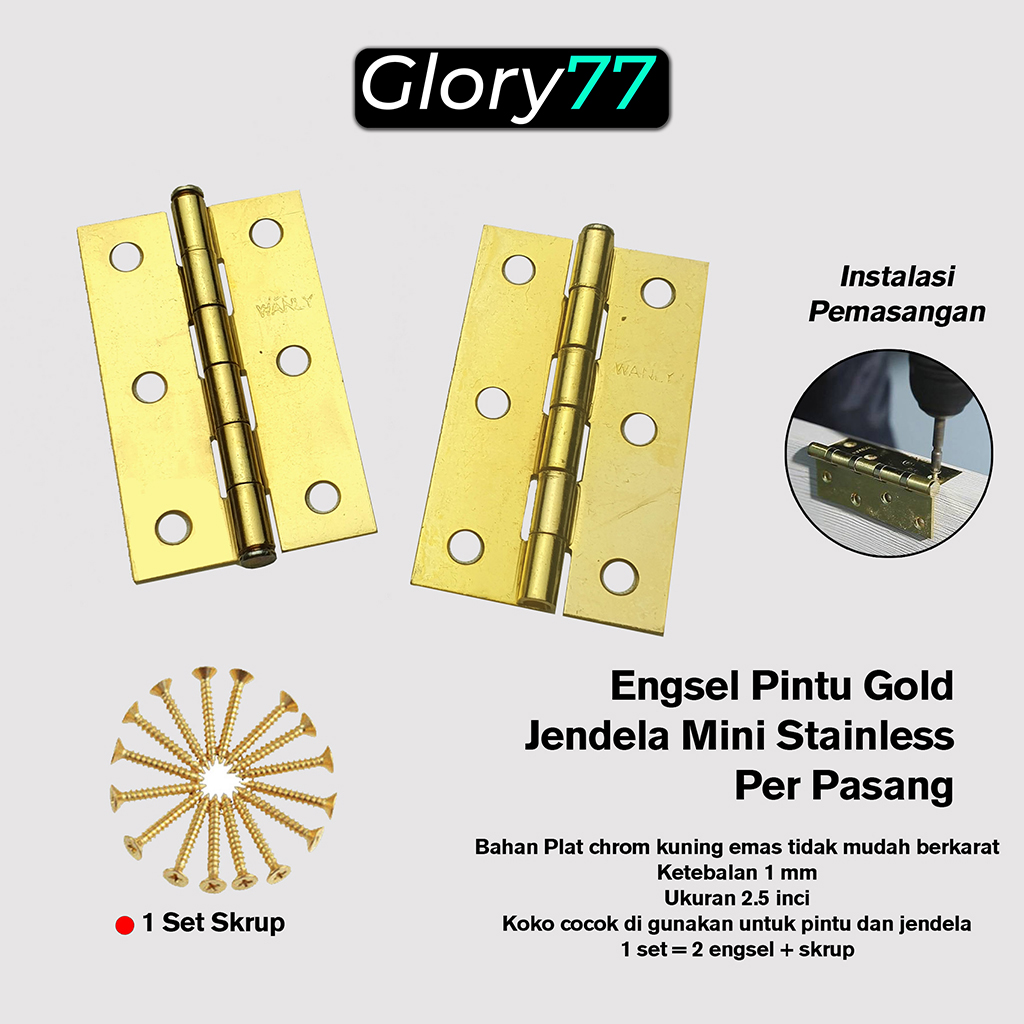 Glory77
WANLY
WANLY
Instalasi
Pemasangan
Engsel Pintu Gold
Jendela Mini Stainless
Per Pasang
1 Set Skrup
Bahan Plat chrom kuning emas tidak mudah berkarat
Ketebalan 1 mm
Ukuran 2.5 inci
Koko cocok di gunakan untuk pintu dan jendela
1 set = 2 engsel + skrup